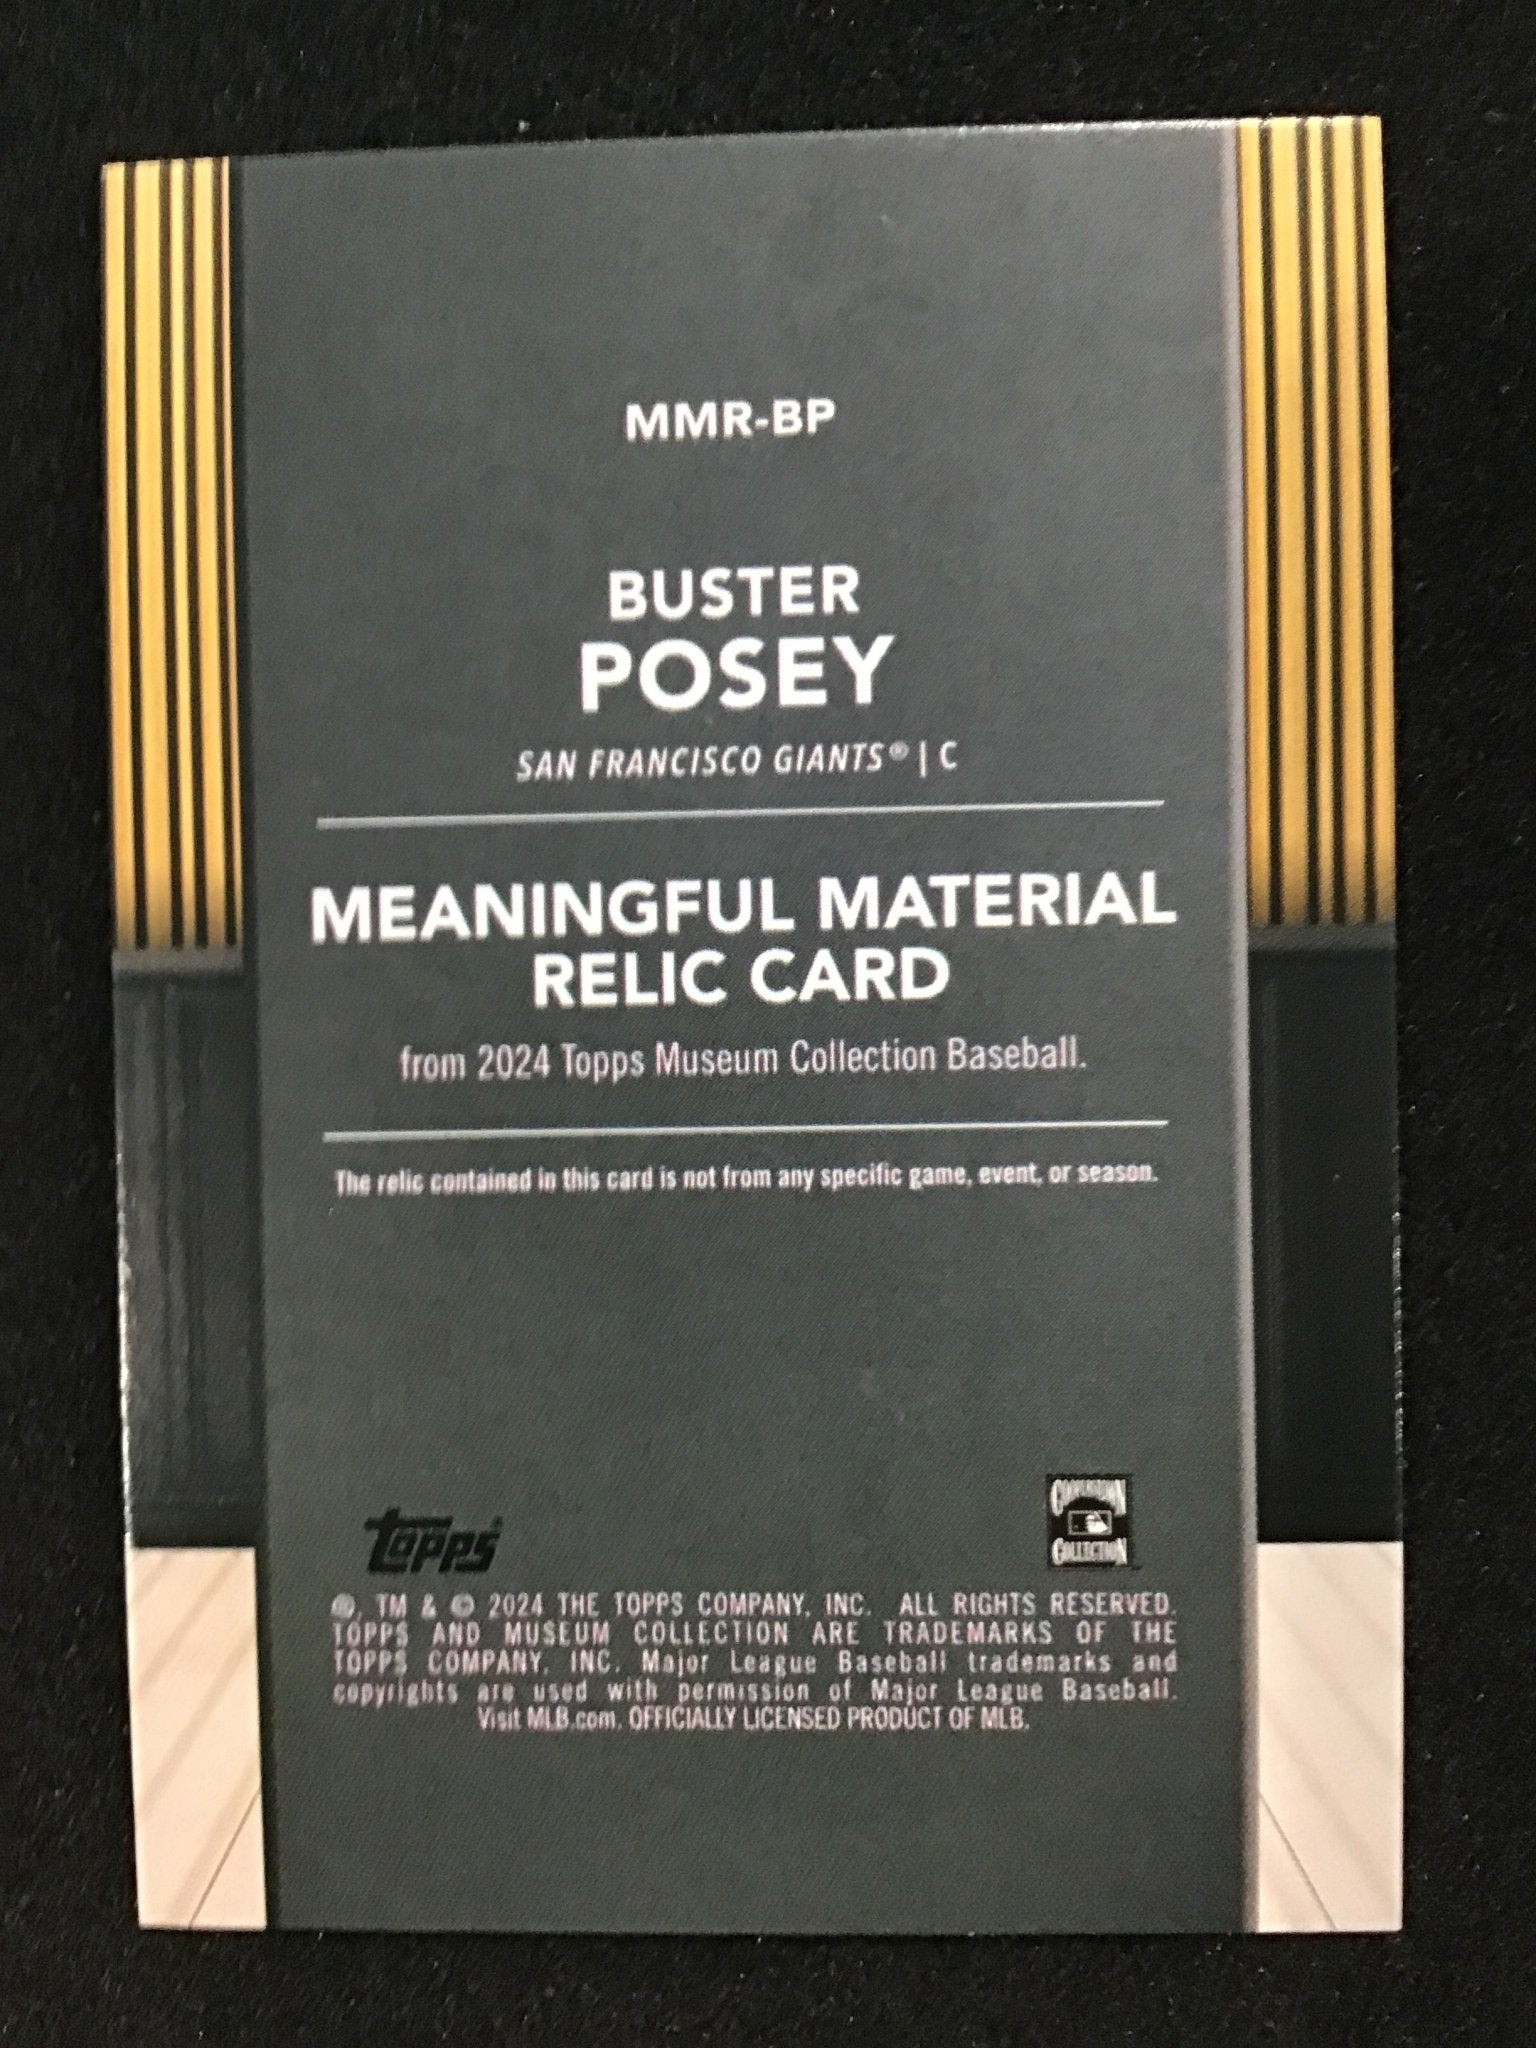 MMR-BP
BUSTER
POSEY
SAN FRANCISCO GIANTS® | C
MEANINGFUL MATERIAL
RELIC CARD
from 2024 Topps Museum Collection Baseball.
The relic contained in this card is not from any specific game, event, or season.
topps®
COOPERSTOWN
COLLECTION
®, TM & © 2024 THE TOPPS COMPANY, INC. ALL RIGHTS RESERVED.
TOPPS AND MUSEUM COLLECTION ARE TRADEMARKS OF THE
TOPPS COMPANY, INC. Major League Baseball trademarks and
copyrights are used with permission of Major League Baseball.
Visit MLB.com. OFFICIALLY LICENSED PRODUCT OF MLB.